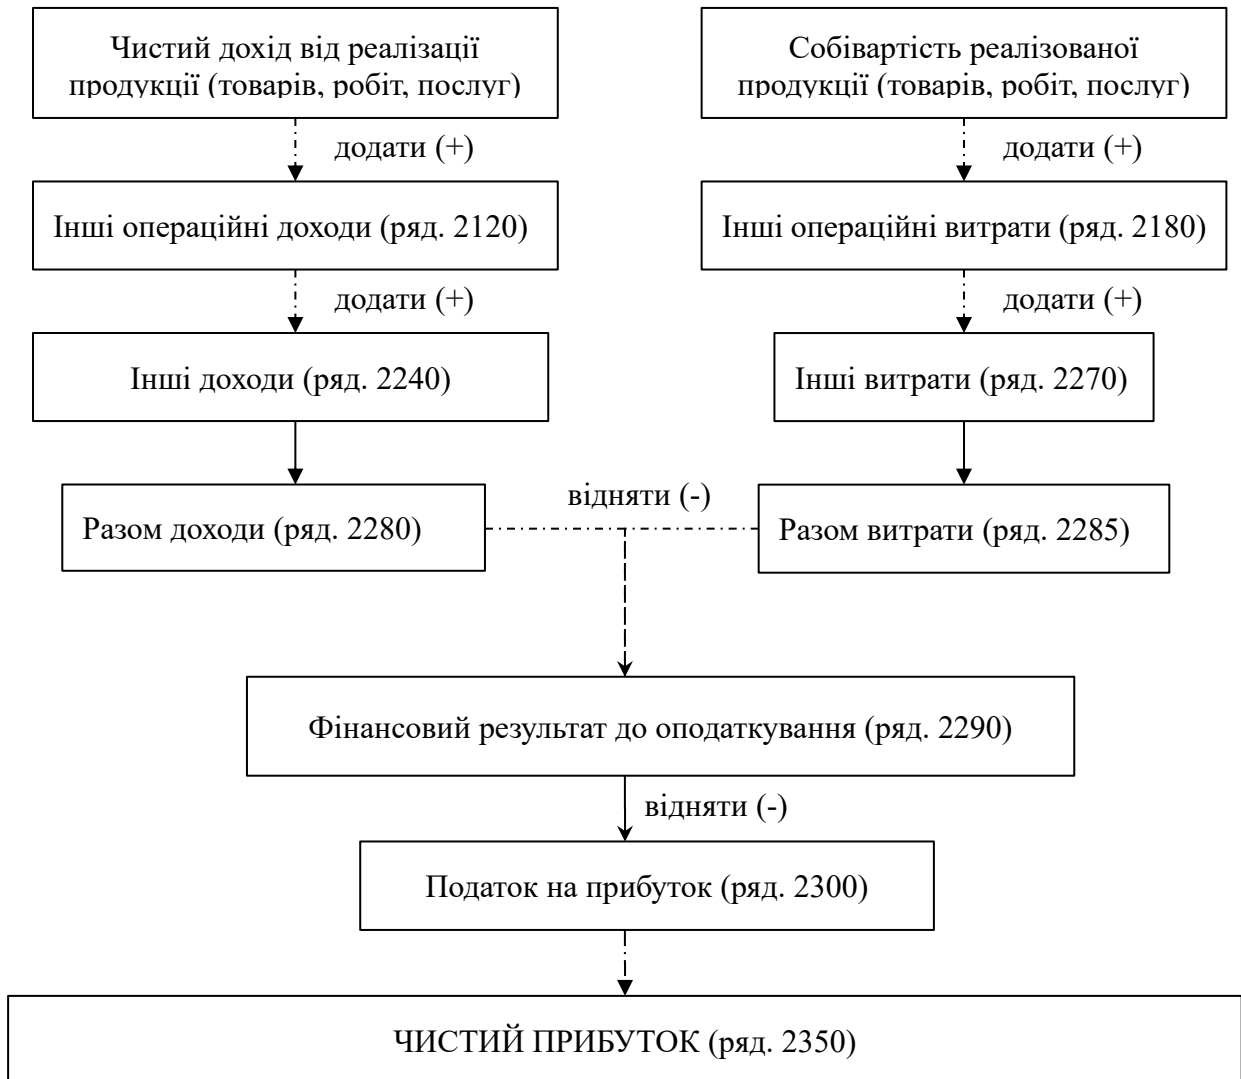 Чистий дохід від реалізації
продукції (товарів, робіт, послуг)
Собівартість реалізованої
продукції (товарів, робіт, послуг)
додати (+)
додати (+)
Інші операційні доходи (ряд. 2120)
Інші операційні витрати (ряд. 2180)
додати (+)
додати (+)
Інші доходи (ряд. 2240)
Інші витрати (ряд. 2270)
Разом доходи (ряд. 2280)
відняти (-)
Разом витрати (ряд. 2285)
Фінансовий результат до оподаткування (ряд. 2290)
відняти (-)
Податок на прибуток (ряд. 2300)
ЧИСТИЙ ПРИБУТОК (ряд. 2350)